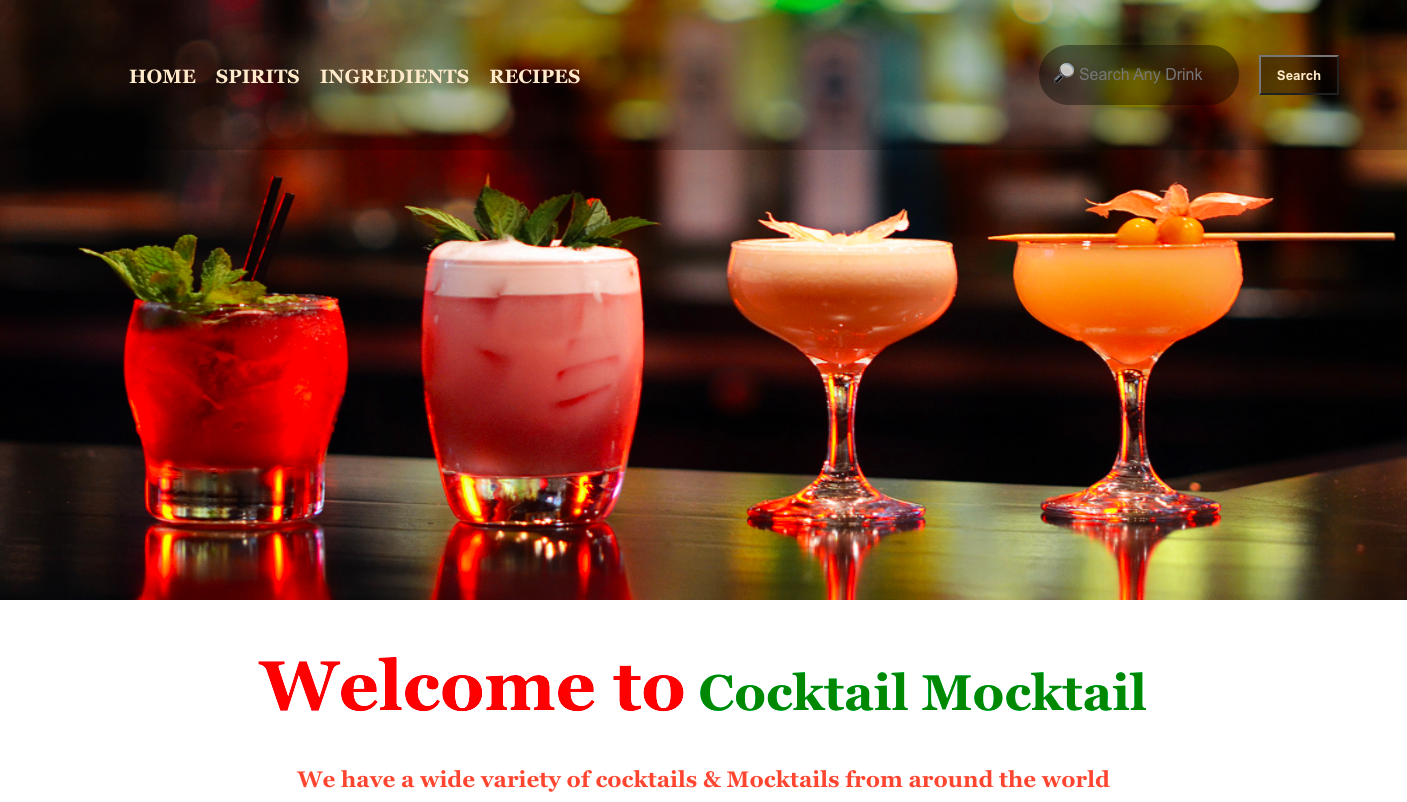 HOME SPIRITS INGREDIENTS RECIPES
🔎 Search Any Drink Search
Welcome to Cocktail Mocktail
We have a wide variety of cocktails & Mocktails from around the world